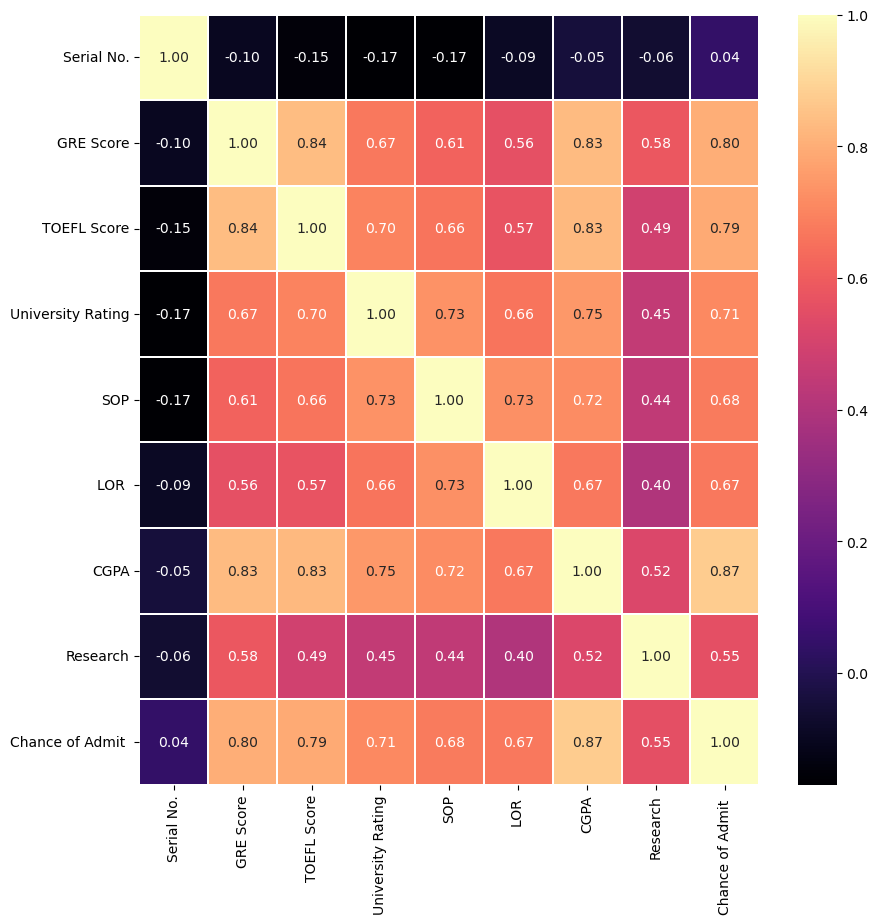 Serial No. 1.00 -0.10 -0.15 -0.17 -0.17 -0.09 -0.05 -0.06 0.04
GRE Score -0.10 1.00 0.84 0.67 0.61 0.56 0.83 0.58 0.80
TOEFL Score -0.15 0.84 1.00 0.70 0.66 0.57 0.83 0.49 0.79
University Rating -0.17 0.67 0.70 1.00 0.73 0.66 0.75 0.45 0.71
SOP -0.17 0.61 0.66 0.73 1.00 0.73 0.72 0.44 0.68
LOR -0.09 0.56 0.57 0.66 0.73 1.00 0.67 0.40 0.67
CGPA -0.05 0.83 0.83 0.75 0.72 0.67 1.00 0.52 0.87
Research -0.06 0.58 0.49 0.45 0.44 0.40 0.52 1.00 0.55
Chance of Admit 0.04 0.80 0.79 0.71 0.68 0.67 0.87 0.55 1.00
Serial No.
GRE Score
TOEFL Score
University Rating
SOP
LOR
CGPA
Research
Chance of Admit
1.0
0.8
0.6
0.4
0.2
0.0